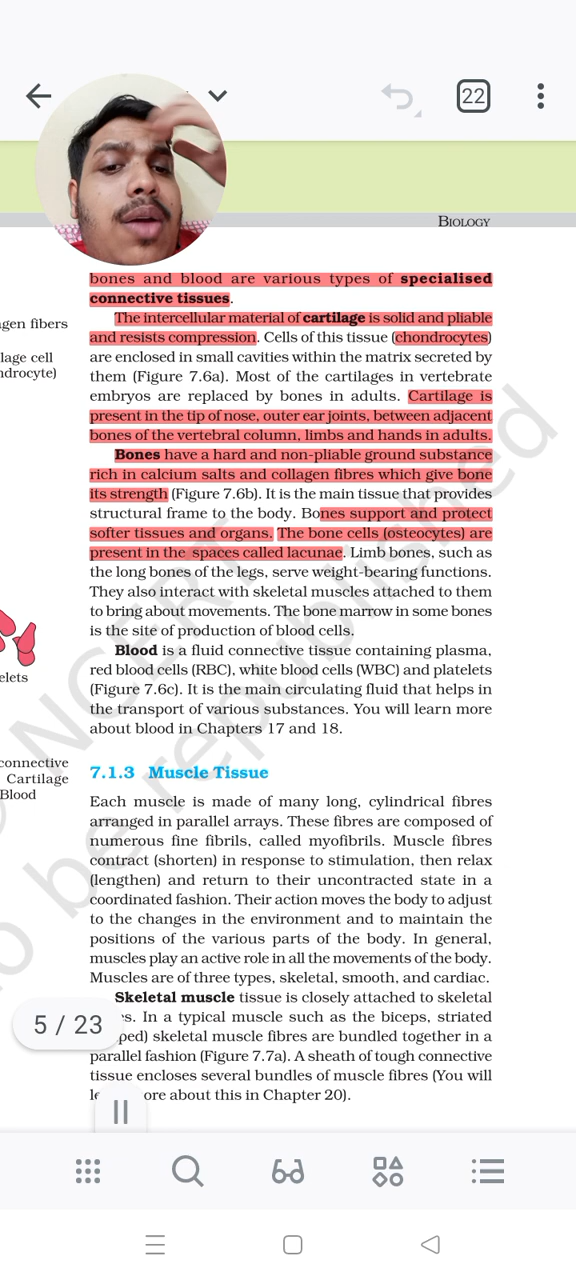 22
BIOLOGY
bones and blood are various types of specialised
connective tissues.
The intercellular material of cartilage is solid and pliable
and resists compression. Cells of this tissue (chondrocytes)
are enclosed in small cavities within the matrix secreted by
them (Figure 7.6a). Most of the cartilages in vertebrate
embryos are replaced by bones in adults. Cartilage is
present in the tip of nose, outer ear joints, between adjacent
bones of the vertebral column, limbs and hands in adults.
Bones have a hard and non-pliable ground substance
rich in calcium salts and collagen fibres which give bone
its strength (Figure 7.6b). It is the main tissue that provides
structural frame to the body. Bones support and protect
softer tissues and organs. The bone cells (osteocytes) are
present in the spaces called lacunae. Limb bones, such as
the long bones of the legs, serve weight-bearing functions.
They also interact with skeletal muscles attached to them
to bring about movements. The bone marrow in some bones
is the site of production of blood cells.
Blood is a fluid connective tissue containing plasma,
red blood cells (RBC), white blood cells (WBC) and platelets
(Figure 7.6c). It is the main circulating fluid that helps in
the transport of various substances. You will learn more
about blood in Chapters 17 and 18.
7.1.3 Muscle Tissue
Each muscle is made of many long, cylindrical fibres
arranged in parallel arrays. These fibres are composed of
numerous fine fibrils, called myofibrils. Muscle fibres
contract (shorten) in response to stimulation, then relax
(lengthen) and return to their uncontracted state in a
coordinated fashion. Their action moves the body to adjust
to the changes in the environment and to maintain the
positions of the various parts of the body. In general,
muscles play an active role in all the movements of the body.
Muscles are of three types, skeletal, smooth, and cardiac.
Skeletal muscle tissue is closely attached to skeletal
s. In a typical muscle such as the biceps, striated
ped) skeletal muscle fibres are bundled together in a
parallel fashion (Figure 7.7a). A sheath of tough connective
tissue encloses several bundles of muscle fibres (You will
le ore about this in Chapter 20).
gen fibers
lage cell
ndrocyte)
elets
connective
Cartilage
Blood
5 / 23
© NCERT
o be republished